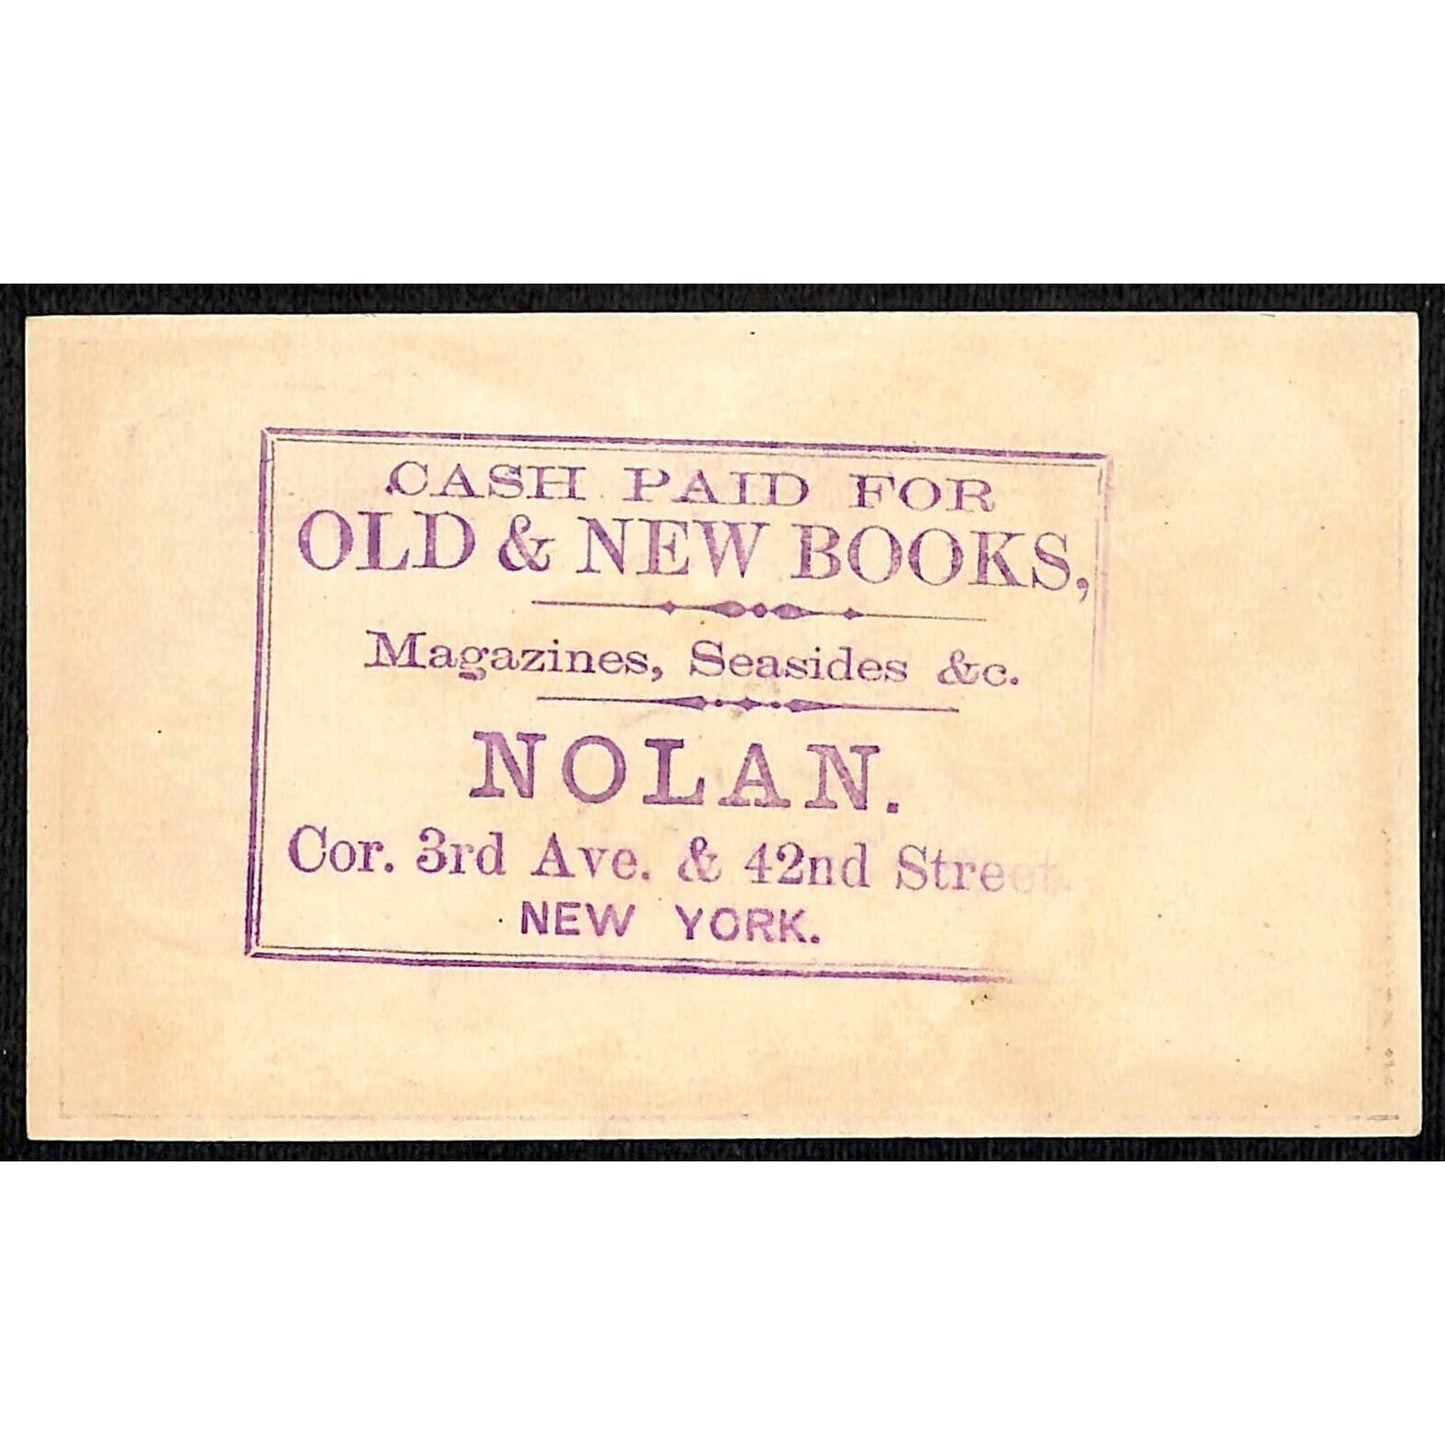 CASH PAID FOR
OLD & NEW BOOKS,
Magazines, Seasides &c.
NOLAN.
Cor. 3rd Ave. & 42nd Street.
NEW YORK.